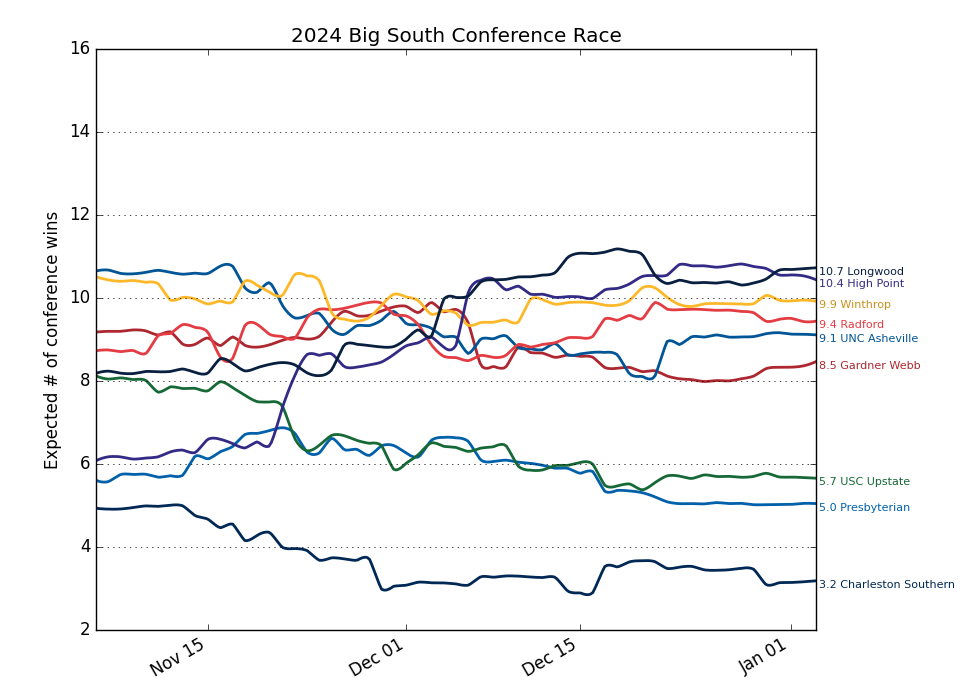 2024 Big South Conference Race
Expected # of conference wins
16
14
12
10
8
6
4
2
10.7 Longwood
10.4 High Point
9.9 Winthrop
9.4 Radford
9.1 UNC Asheville
8.5 Gardner Webb
5.7 USC Upstate
5.0 Presbyterian
3.2 Charleston Southern
Nov 15
Dec 01
Dec 15
Jan 01